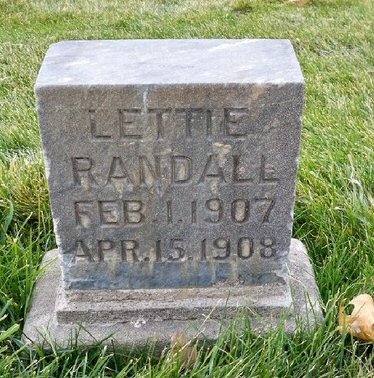 LETTIE
RANDALL
FEB. 1. 1907
APR. 15. 1908